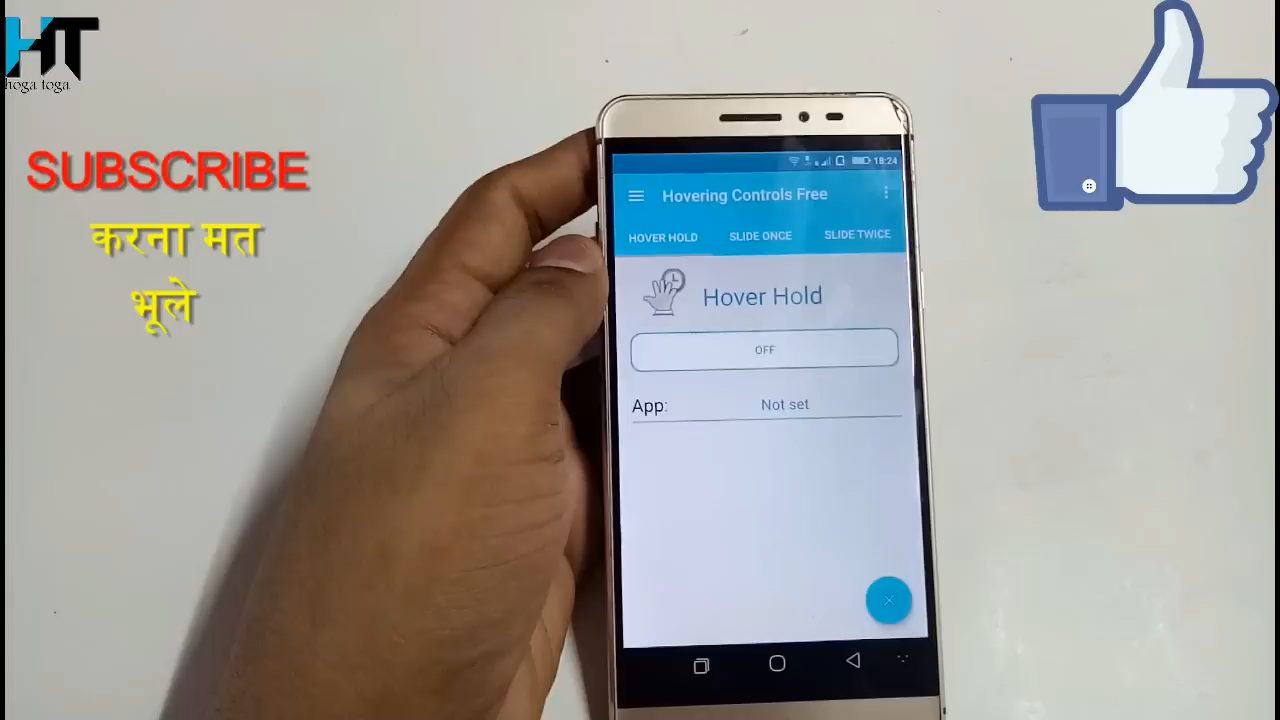 HT
hoga toga
SUBSCRIBE
करना मत
भूले
18:24
Hovering Controls Free
HOVER HOLD SLIDE ONCE SLIDE TWICE
Hover Hold
OFF
App: Not set